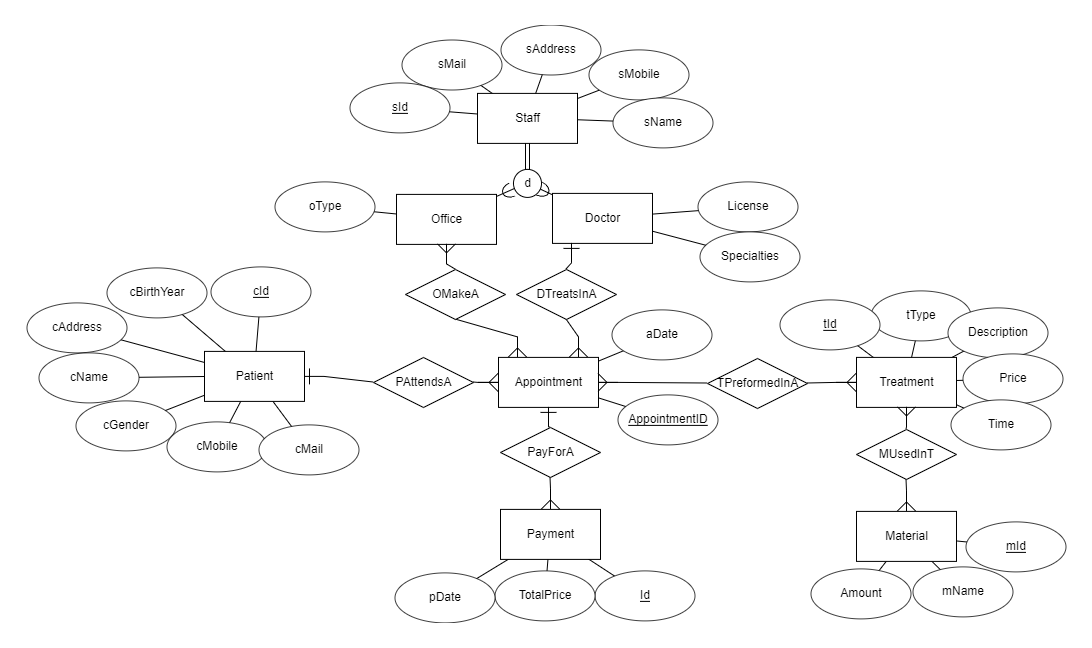 sAddress
sMail
sMobile
sId
Staff
sName
d
oType
Office
Doctor
License
Specialties
cBirthYear
cId
OMakeA
DTreatsInA
cAddress
aDate
tId
tType
Description
cName
Patient
PAttendsA
Appointment
TPreformedInA
Treatment
Price
cGender
cMobile
cMail
AppointmentID
Time
PayForA
MUsedInT
Payment
Material
mId
pDate
TotalPrice
Id
Amount
mName